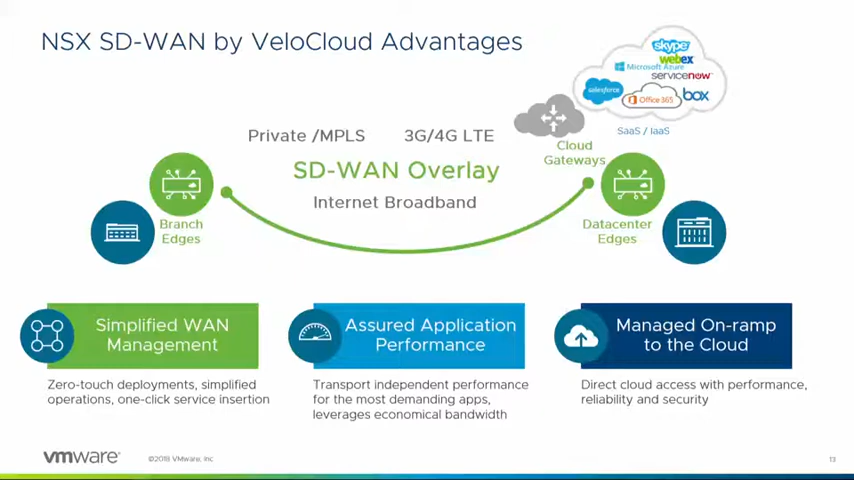 NSX SD-WAN by VeloCloud Advantages
skype
webex
Microsoft Azure
servicenow
salesforce
Office 365
box
SaaS / IaaS
Private /MPLS
3G/4G LTE
Cloud
Gateways
SD-WAN Overlay
Internet Broadband
Branch
Edges
Datacenter
Edges
Simplified WAN
Management
Zero-touch deployments, simplified
operations, one-click service insertion
Assured Application
Performance
Transport independent performance
for the most demanding apps,
leverages economical bandwidth
Managed On-ramp
to the Cloud
Direct cloud access with performance,
reliability and security
vmware
©2018 VMware, Inc
13